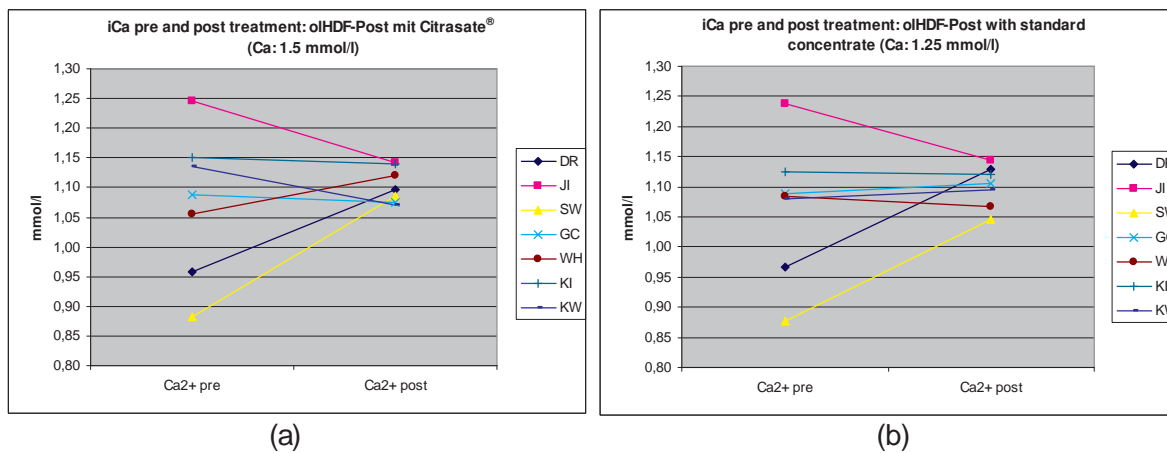 iCa pre and post treatment: olHDF-Post mit Citrasate®
(Ca: 1.5 mmol/l)
1,30
1,25
1,20
1,15
1,10
1,05
1,00
0,95
0,90
0,85
0,80
mmol/l
Ca2+ pre
Ca2+ post
DR
JI
SW
GC
WH
KI
KW
(a)
iCa pre and post treatment: olHDF-Post with standard
concentrate (Ca: 1.25 mmol/l)
1,30
1,25
1,20
1,15
1,10
1,05
1,00
0,95
0,90
0,85
0,80
mmol/l
Ca2+ pre
Ca2+ post
JI
(b)